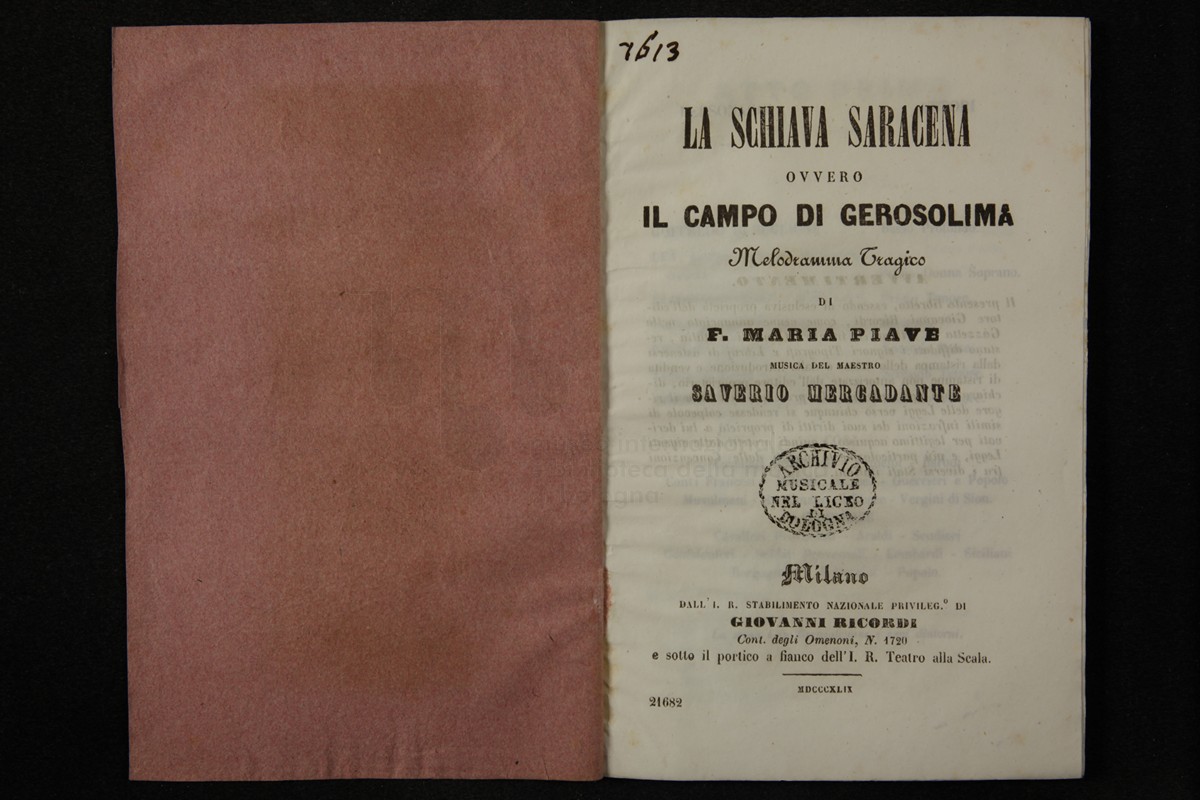 7613
LA SCHIAVA SARACENA
OVVERO
IL CAMPO DI GEROSOLIMA
Melodramma Tragico
DI
F. MARIA PIAVE
MUSICA DEL MAESTRO
SAVERIO MERCADANTE
ARCHIVIO
MUSICALE
NEL LICEO
DI
BOLOGNA
Milano
DALL' I. R. STABILIMENTO NAZIONALE PRIVILEG.º DI
GIOVANNI RICORDI
Cont. degli Omenoni, N. 1720
e sotto il portico a fianco dell'I. R. Teatro alla Scala.
MDCCCXLIX
21682